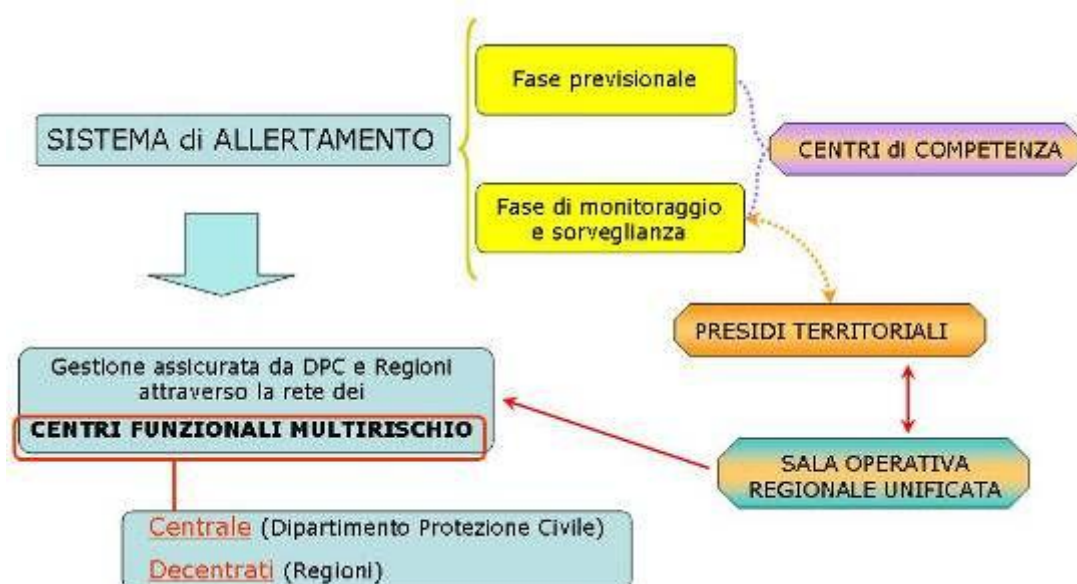 Fase previsionale
SISTEMA di ALLERTAMENTO
CENTRI di COMPETENZA
Fase di monitoraggio
e sorveglianza
PRESIDI TERRITORIALI
Gestione assicurata da DPC e Regioni
attraverso la rete dei
CENTRI FUNZIONALI MULTIRISCHIO
SALA OPERATIVA
REGIONALE UNIFICATA
Centrale (Dipartimento Protezione Civile)
Decentrati (Regioni)